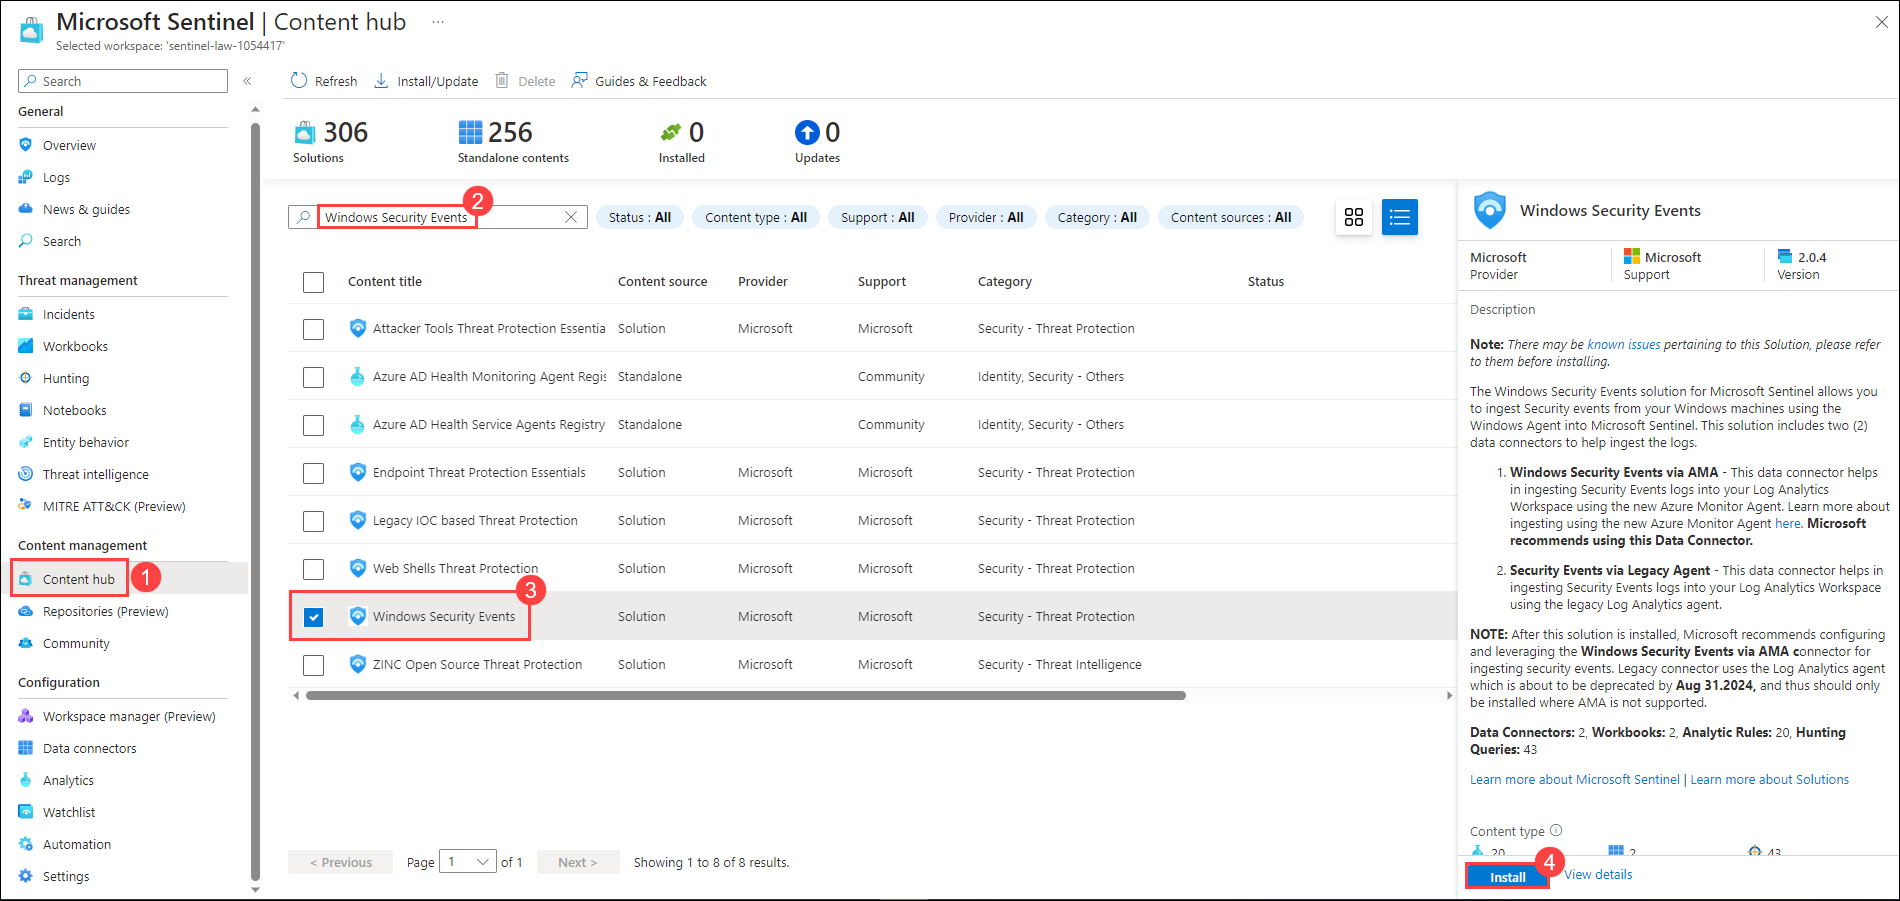 Microsoft Sentinel | Content hub ...
Selected workspace: 'sentinel-law-1054417'
Search
General
Overview
Logs
News & guides
Search
Threat management
Incidents
Workbooks
Hunting
Notebooks
Entity behavior
Threat intelligence
MITRE ATT&CK (Preview)
Content management
Content hub 1
Repositories (Preview)
Community
Configuration
Workspace manager (Preview)
Data connectors
Analytics
Watchlist
Automation
Settings
Refresh Install/Update Delete Guides & Feedback
306 256 0 0
Solutions Standalone contents Installed Updates
2
Windows Security Events Status : All Content type : All Support : All Provider : All Category : All Content sources : All
Content title Content source Provider Support Category Status
Attacker Tools Threat Protection Essentia Solution Microsoft Microsoft Security - Threat Protection
Azure AD Health Monitoring Agent Regis Standalone Community Identity, Security - Others
Azure AD Health Service Agents Registry Standalone Community Identity, Security - Others
Endpoint Threat Protection Essentials Solution Microsoft Microsoft Security - Threat Protection
Legacy IOC based Threat Protection Solution Microsoft Microsoft Security - Threat Protection
Web Shells Threat Protection Solution Microsoft Microsoft Security - Threat Protection
3
Windows Security Events Solution Microsoft Microsoft Security - Threat Protection
ZINC Open Source Threat Protection Solution Microsoft Microsoft Security - Threat Intelligence
< Previous Page 1 of 1 Next > Showing 1 to 8 of 8 results.
Windows Security Events
Microsoft Microsoft 2.0.4
Provider Support Version
Description
Note: There may be known issues pertaining to this Solution, please refer
to them before installing.
The Windows Security Events solution for Microsoft Sentinel allows you
to ingest Security events from your Windows machines using the
Windows Agent into Microsoft Sentinel. This solution includes two (2)
data connectors to help ingest the logs.
1. Windows Security Events via AMA - This data connector helps
in ingesting Security Events logs into your Log Analytics
Workspace using the new Azure Monitor Agent. Learn more about
ingesting using the new Azure Monitor Agent here. Microsoft
recommends using this Data Connector.
2. Security Events via Legacy Agent - This data connector helps in
ingesting Security Events logs into your Log Analytics Workspace
using the legacy Log Analytics agent.
NOTE: After this solution is installed, Microsoft recommends configuring
and leveraging the Windows Security Events via AMA connector for
ingesting security events. Legacy connector uses the Log Analytics agent
which is about to be deprecated by Aug 31.2024, and thus should only
be installed where AMA is not supported.
Data Connectors: 2, Workbooks: 2, Analytic Rules: 20, Hunting
Queries: 43
Learn more about Microsoft Sentinel | Learn more about Solutions
Content type
20 2 43
4
Install View details